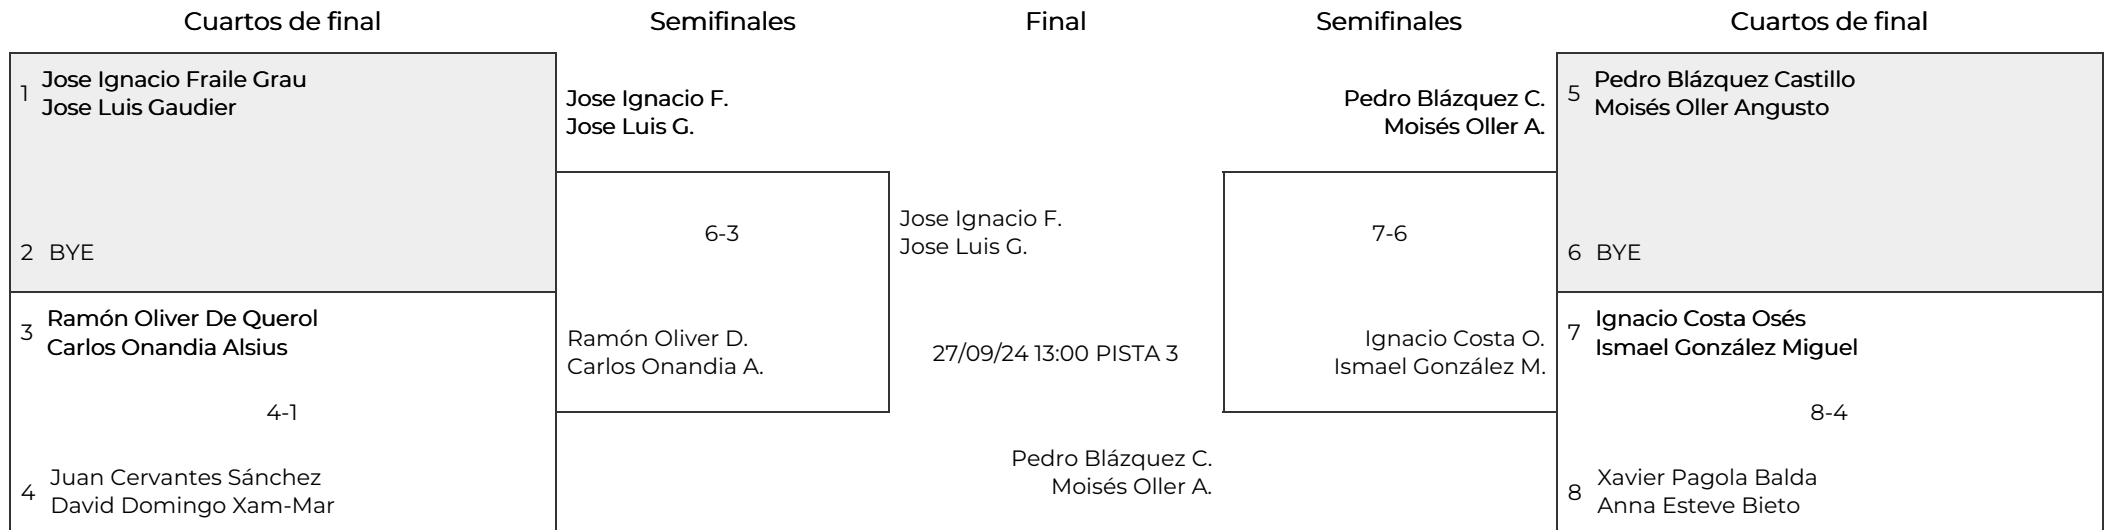 Cuartos de final
Semifinales
Final
Semifinales
Cuartos de final
1
Jose Ignacio Fraile Grau
Jose Luis Gaudier
2 BYE
3
Ramón Oliver De Querol
Carlos Onandia Alsius
4-1
4
Juan Cervantes Sánchez
David Domingo Xam-Mar
Jose Ignacio F.
Jose Luis G.
6-3
Ramón Oliver D.
Carlos Onandia A.
Jose Ignacio F.
Jose Luis G.
27/09/24 13:00 PISTA 3
Pedro Blázquez C.
Moisés Oller A.
Pedro Blázquez C.
Moisés Oller A.
7-6
Ignacio Costa O.
Ismael González M.
5
Pedro Blázquez Castillo
Moisés Oller Angusto
6 BYE
7
Ignacio Costa Osés
Ismael González Miguel
8-4
8
Xavier Pagola Balda
Anna Esteve Bieto